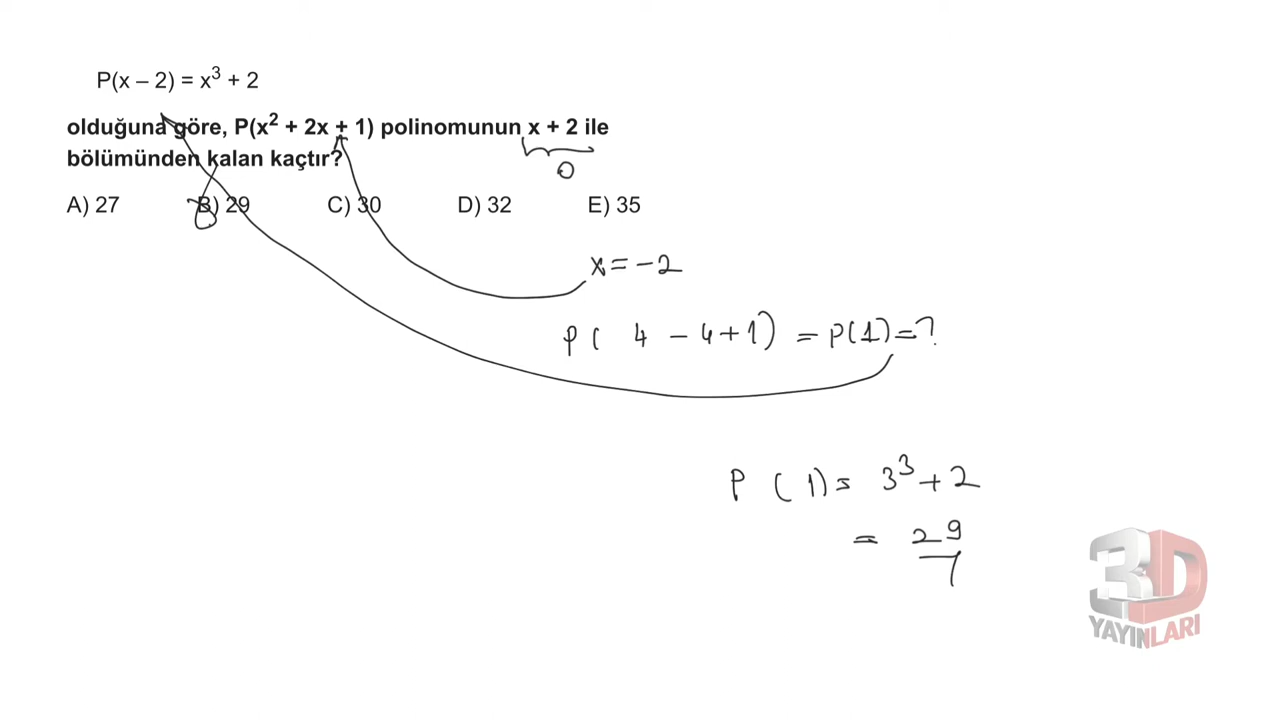 P(x – 2) = x³ + 2
olduğuna göre, P(x² + 2x + 1) polinomunun x + 2 ile
bölümünden kalan kaçtır?
0
A) 27 B) 29 C) 30 D) 32 E) 35
x = -2
P( 4 - 4 + 1) = P(1) = ?
P (1) = 3³ + 2
= 29
3D
YAYINLARI